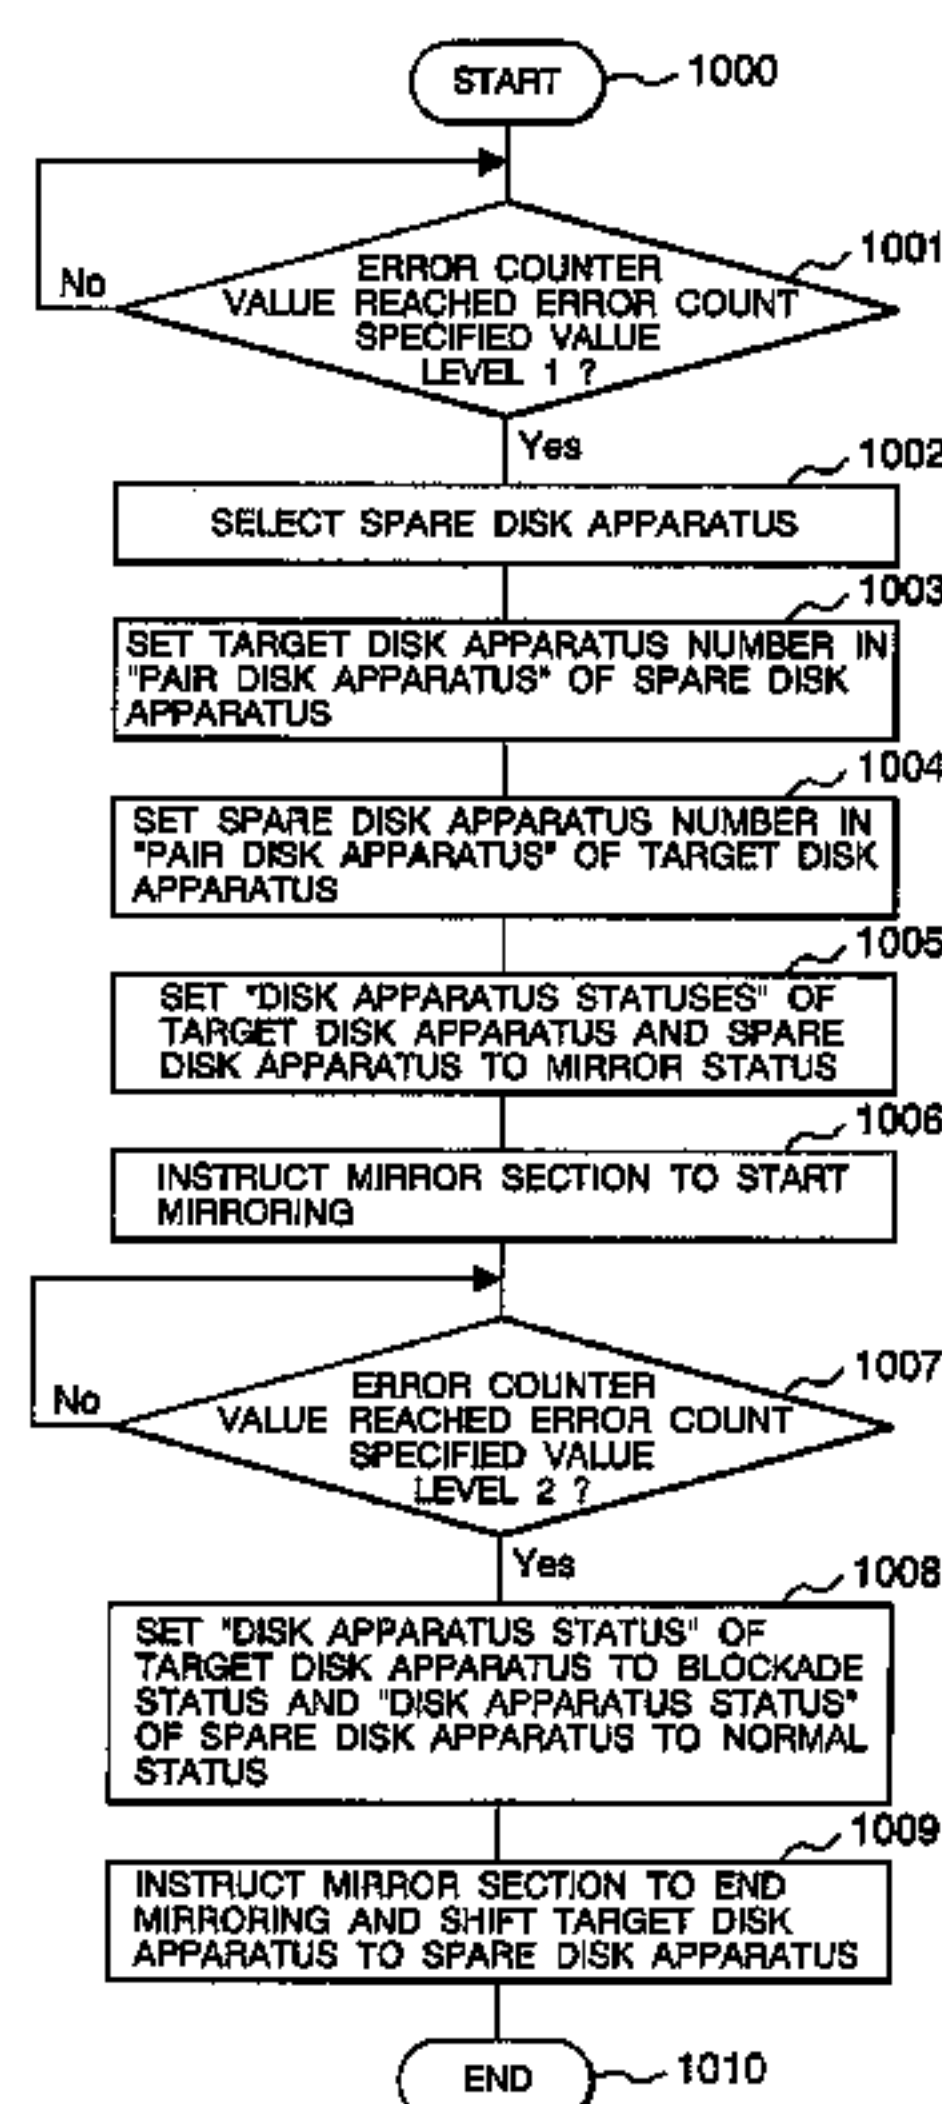 START
1000
1001
ERROR COUNTER
VALUE REACHED ERROR COUNT
SPECIFIED VALUE
LEVEL 1 ?
No
Yes
1002
SELECT SPARE DISK APPARATUS
1003
SET TARGET DISK APPARATUS NUMBER IN
"PAIR DISK APPARATUS" OF SPARE DISK
APPARATUS
1004
SET SPARE DISK APPARATUS NUMBER IN
"PAIR DISK APPARATUS" OF TARGET DISK
APPARATUS
1005
SET "DISK APPARATUS STATUSES" OF
TARGET DISK APPARATUS AND SPARE
DISK APPARATUS TO MIRROR STATUS
1006
INSTRUCT MIRROR SECTION TO START
MIRRORING
1007
ERROR COUNTER
VALUE REACHED ERROR COUNT
SPECIFIED VALUE
LEVEL 2 ?
No
Yes
1008
SET "DISK APPARATUS STATUS" OF
TARGET DISK APPARATUS TO BLOCKADE
STATUS AND "DISK APPARATUS STATUS"
OF SPARE DISK APPARATUS TO NORMAL
STATUS
1009
INSTRUCT MIRROR SECTION TO END
MIRRORING AND SHIFT TARGET DISK
APPARATUS TO SPARE DISK APPARATUS
END
1010